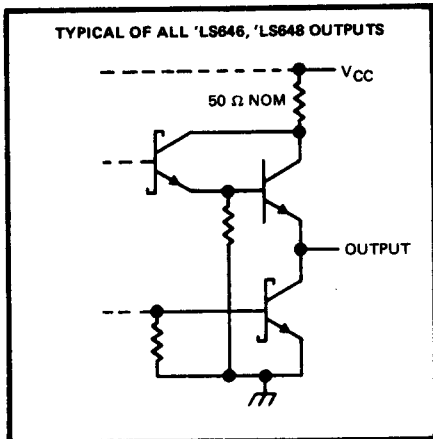 TYPICAL OF ALL 'LS646, 'LS648 OUTPUTS
VCC
50 Ω NOM
OUTPUT